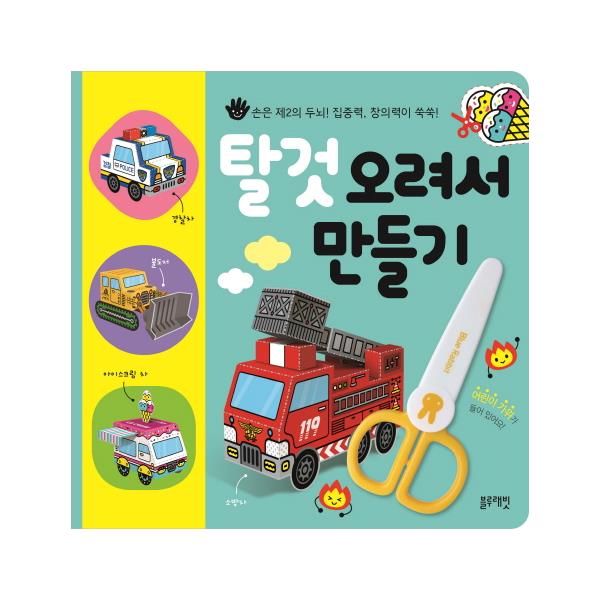 손은 제2의 두뇌! 집중력, 창의력이 쑥쑥!
탈것 오려서
만들기
경찰
POLICE
경찰차
불도저
아이스크림 차
119
소방차
Blue Rabbit
어린이 가위가
들어 있어요!
블루래빗